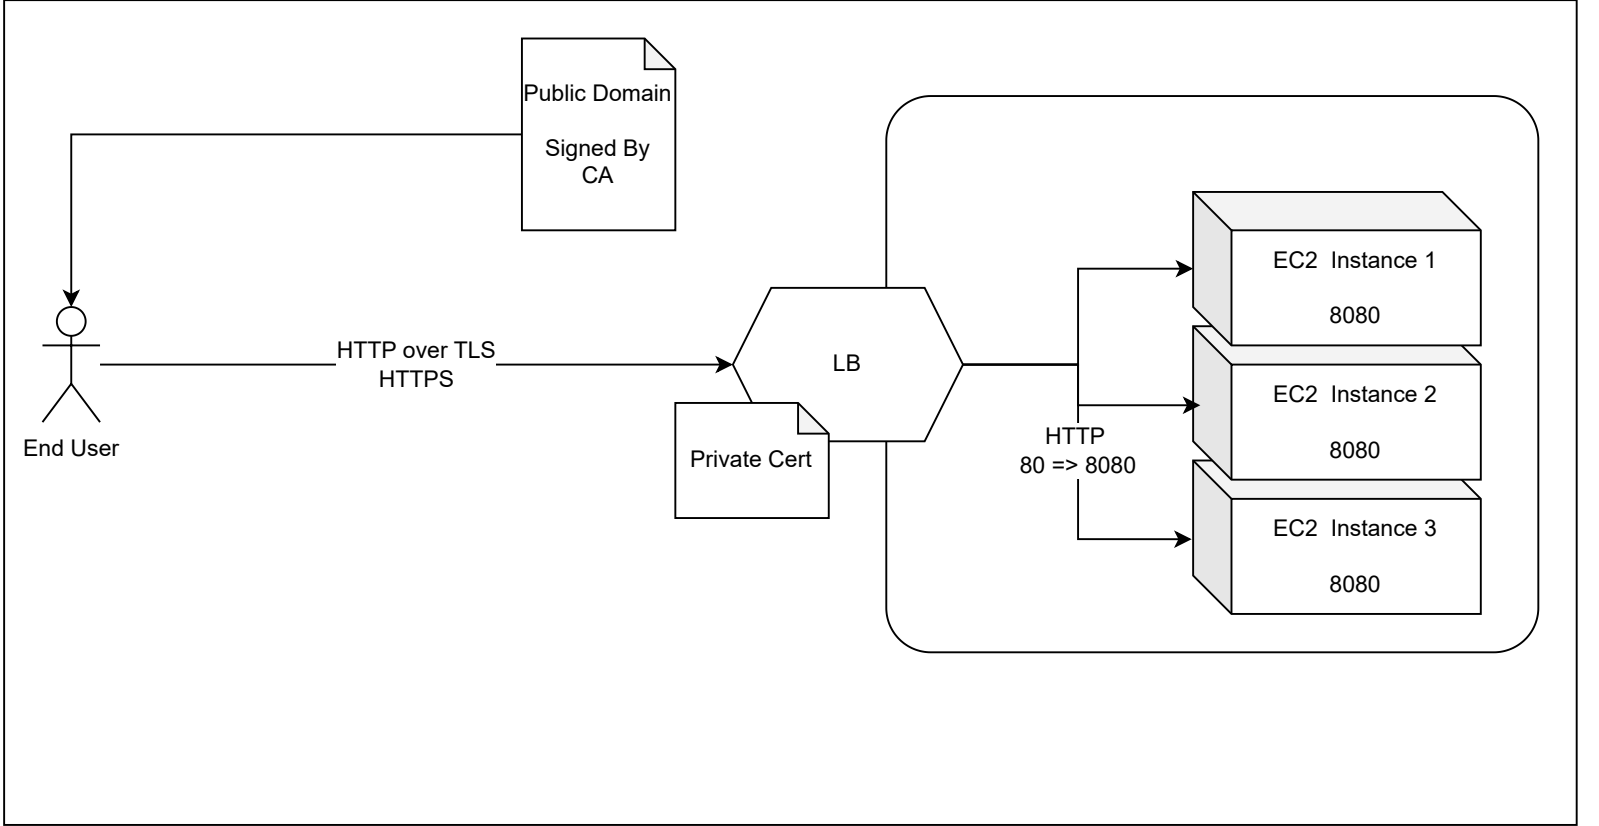 Public Domain
Signed By
CA
EC2 Instance 1
8080
HTTP over TLS
HTTPS
LB
EC2 Instance 2
8080
End User
Private Cert
HTTP
80 => 8080
EC2 Instance 3
8080